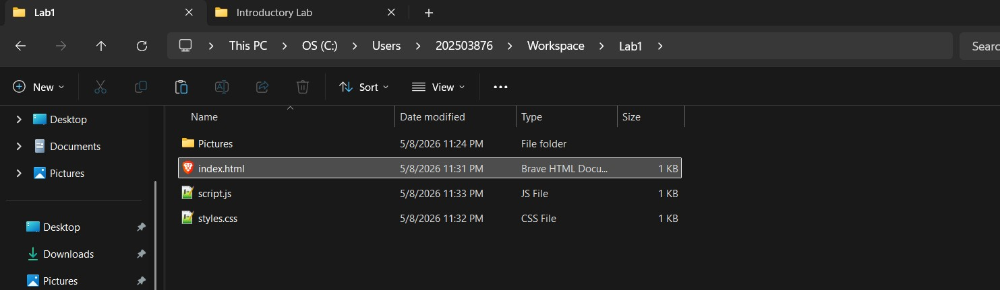 Lab1
Introductory Lab
This PC > OS (C:) > Users > 202503876 > Workspace > Lab1 >
Searc
New
Sort
View
Desktop
Documents
Pictures
Desktop
Downloads
Pictures
Name Date modified Type Size
Pictures 5/8/2026 11:24 PM File folder
index.html 5/8/2026 11:31 PM Brave HTML Docu... 1 KB
script.js 5/8/2026 11:33 PM JS File 1 KB
styles.css 5/8/2026 11:32 PM CSS File 1 KB